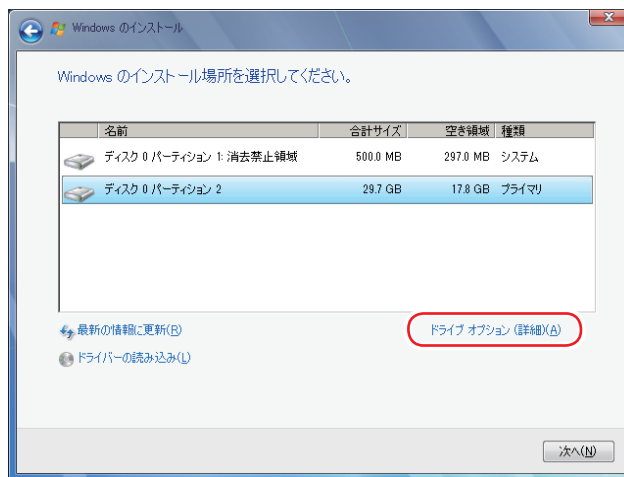 Windows のインストール
Windows のインストール場所を選択してください。
名前 合計サイズ 空き領域 種類
ディスク 0 パーティション 1: 消去禁止領域 500.0 MB 297.0 MB システム
ディスク 0 パーティション 2 29.7 GB 17.8 GB プライマリ
最新の情報に更新(R) ドライブ オプション (詳細)(A)
ドライバーの読み込み(L)
次へ(N)